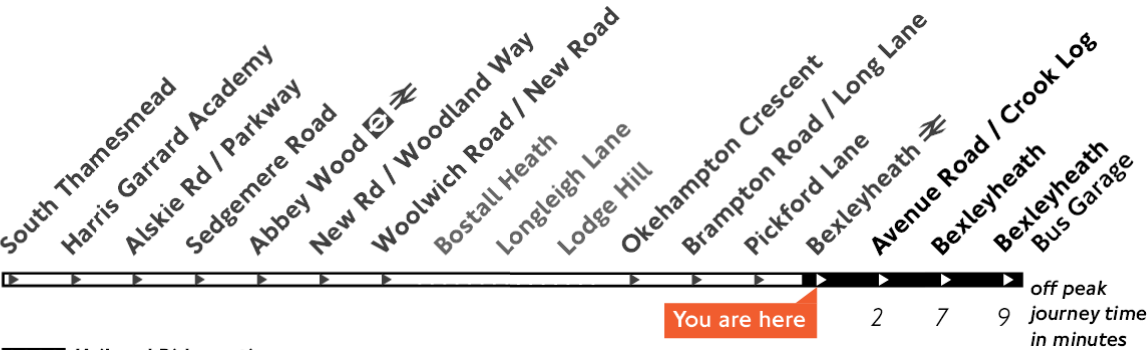 South Thamesmead
Harris Garrard Academy
Alskie Rd / Parkway
Sedgemere Road
Abbey Wood
New Rd / Woodland Way
Woolwich Road / New Road
Bostall Heath
Longleigh Lane
Lodge Hill
Okehampton Crescent
Brampton Road / Long Lane
Pickford Lane
Bexleyheath
Avenue Road / Crook Log
Bexleyheath
Bexleyheath
Bus Garage
You are here
2 7 9
off peak
journey time
in minutes